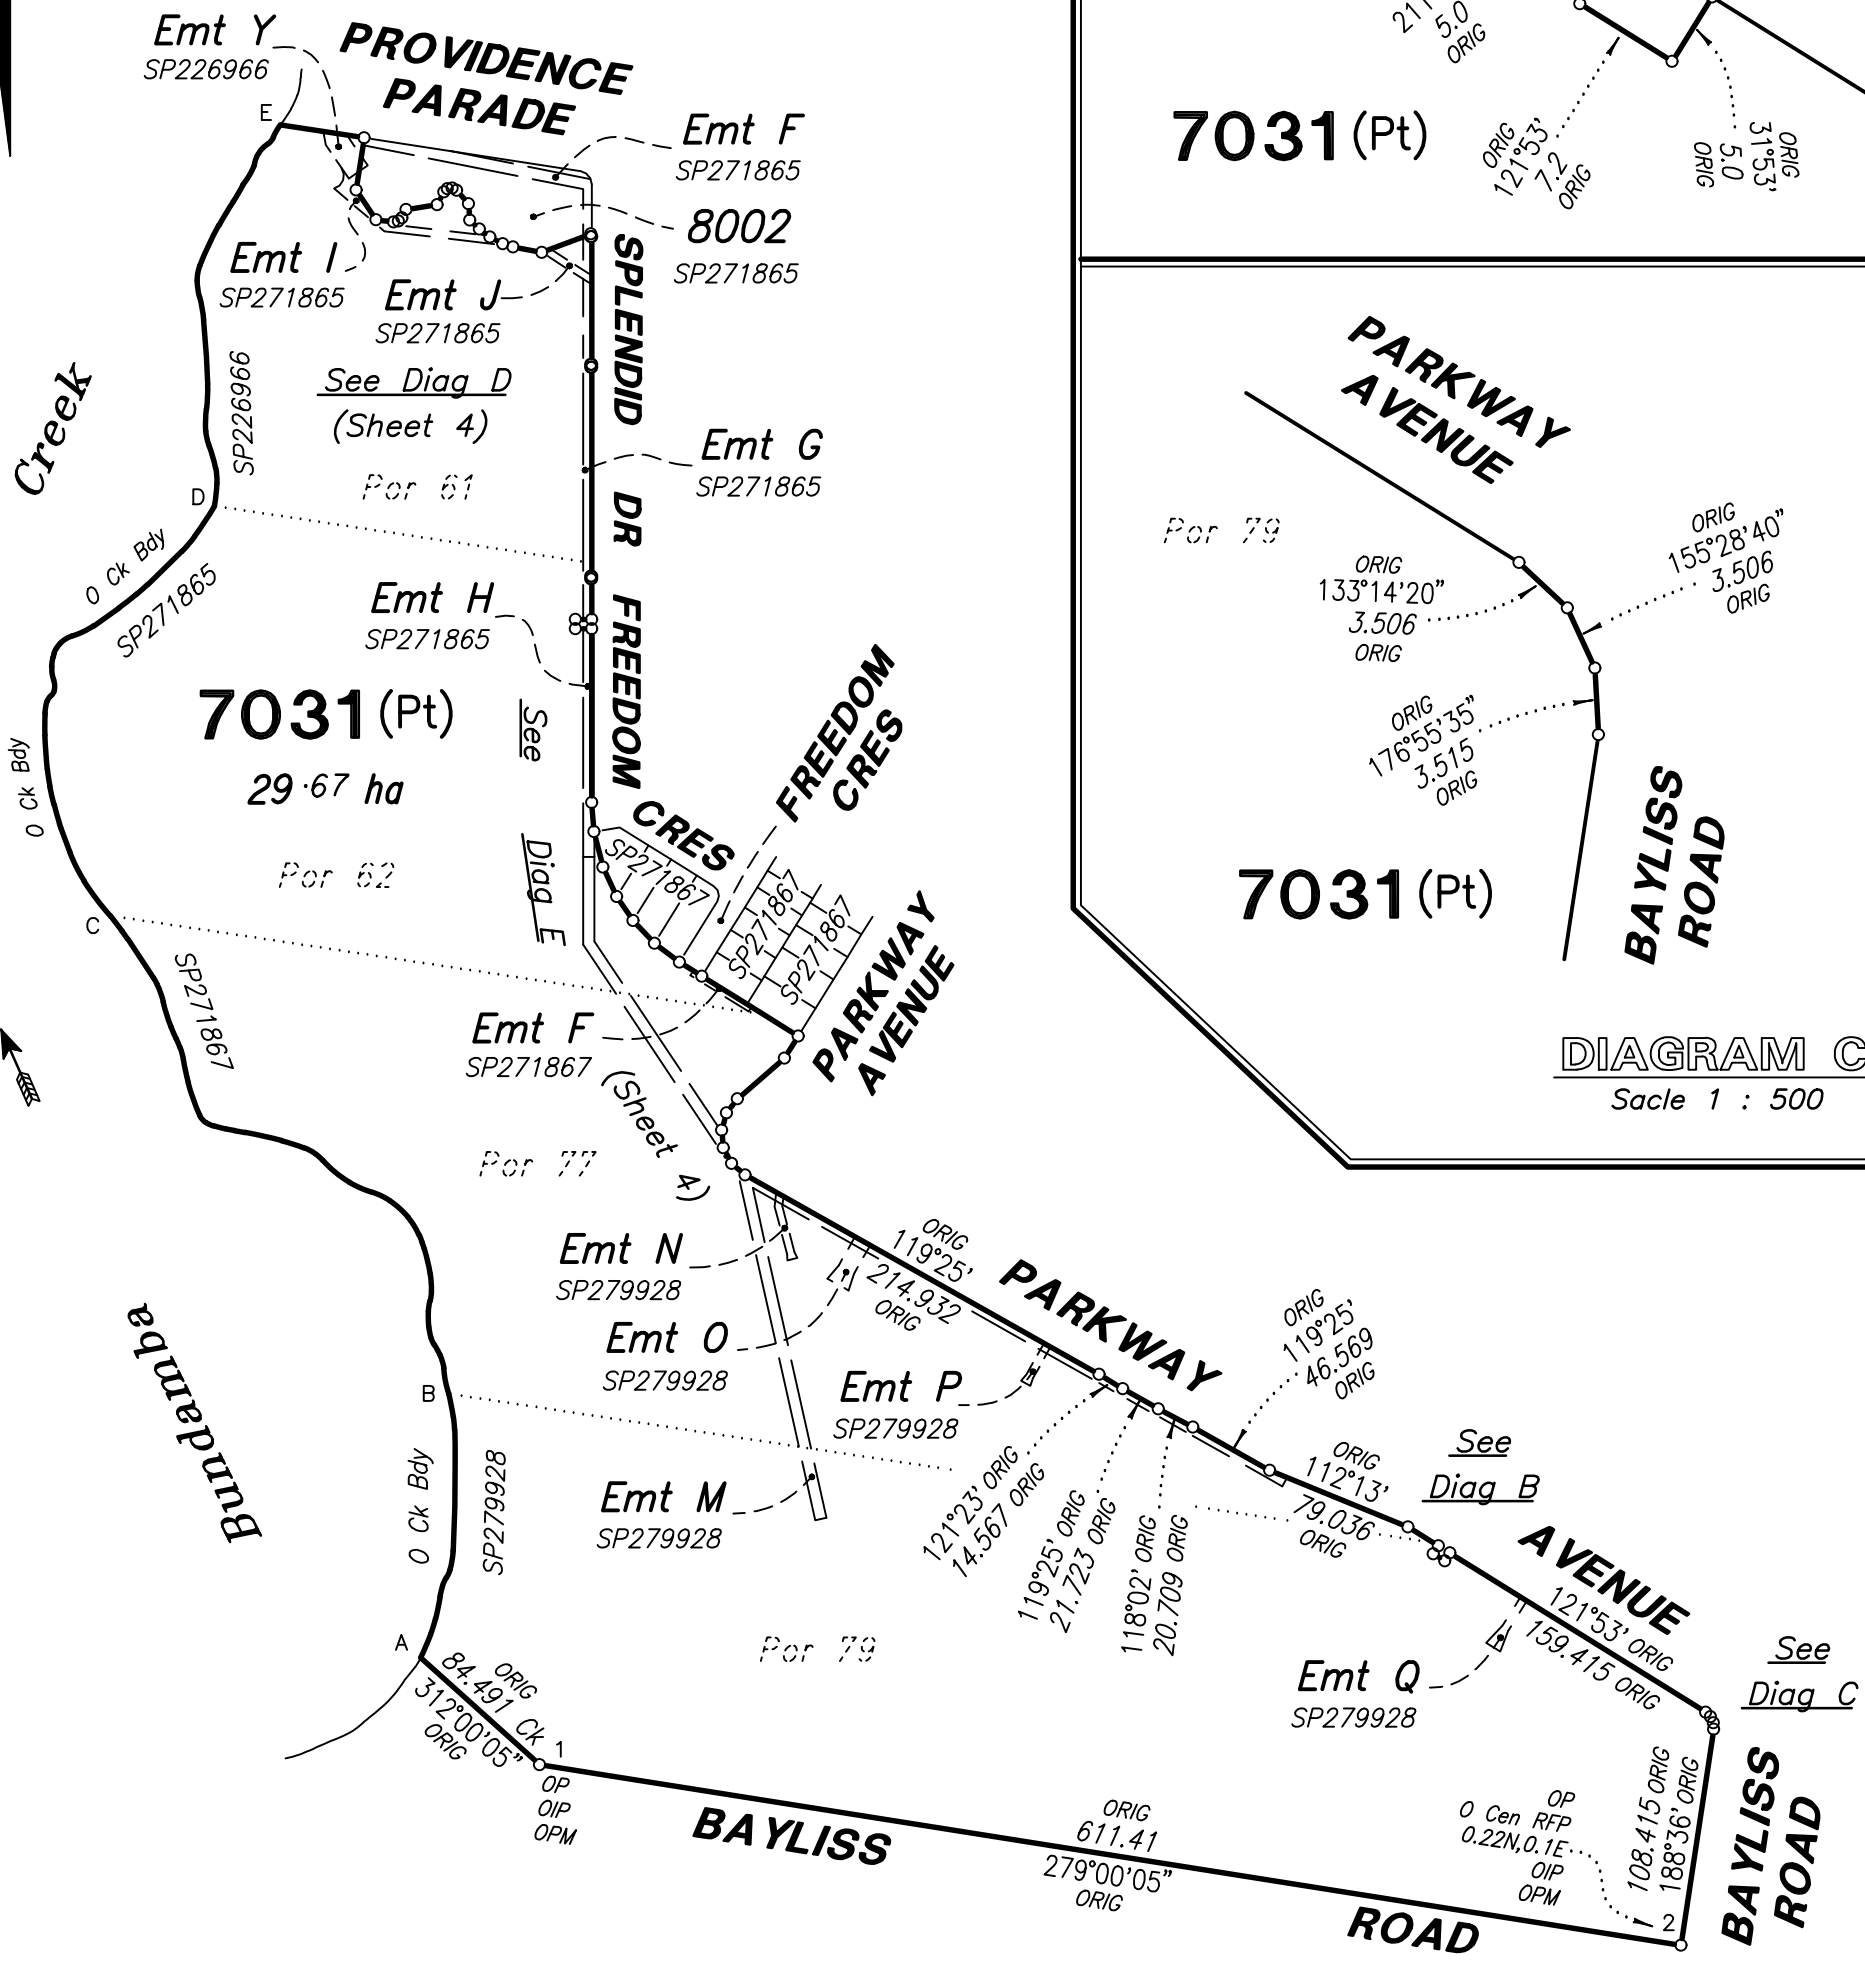 Emt Y
SP226966
PROVIDENCE
PARADE
E
Emt F
SP271865
8002
SP271865
Emt I
SP271865
Emt J
SP271865
See Diag D
(Sheet 4)
Por 61
SPLENDID DR
Emt G
SP271865
Creek
SP226966
D
O Ck Bdy
SP271865
Emt H
SP271865
FREEDOM
CRES
7031 (Pt)
29·67 ha
See
Diag E
(Sheet 4)
O Ck Bdy
Por 62
FREEDOM
CRES
SP271867
SP271867
SP271867
PARKWAY
AVENUE
C
SP271867
Emt F
SP271867
Por 77
Emt N
SP279928
Emt O
SP279928
Emt P
SP279928
Emt M
SP279928
Bundamba
B
O Ck Bdy
SP279928
A
ORIG
119°25'
214.932
ORIG
PARKWAY
ORIG
119°25'
46.569
ORIG
121°23' ORIG
14.567 ORIG
119°25' ORIG
21.723 ORIG
118°02' ORIG
20.709 ORIG
ORIG
112°13'
79.036
ORIG
See
Diag B
AVENUE
121°53' ORIG
159.415 ORIG
Por 79
Emt Q
SP279928
See
Diag C
ORIG
84.491 Ck
312°00'05"
ORIG
1
OP
OIP
OPM
BAYLISS
ROAD
ORIG
611.41
279°00'05"
ORIG
OP
O Cen RFP
0.22N,0.1E
OIP
OPM
2
108.415 ORIG
188°36' ORIG
BAYLISS
ROAD
211°
5.0
ORIG
7031 (Pt)
ORIG
121°53'
7.2
ORIG
ORIG
31°53'
5.0
ORIG
PARKWAY
AVENUE
Por 79
ORIG
133°14'20"
3.506
ORIG
ORIG
155°28'40"
3.506
ORIG
ORIG
176°55'35"
3.515
ORIG
7031 (Pt)
BAYLISS
ROAD
DIAGRAM C
Sacle 1 : 500